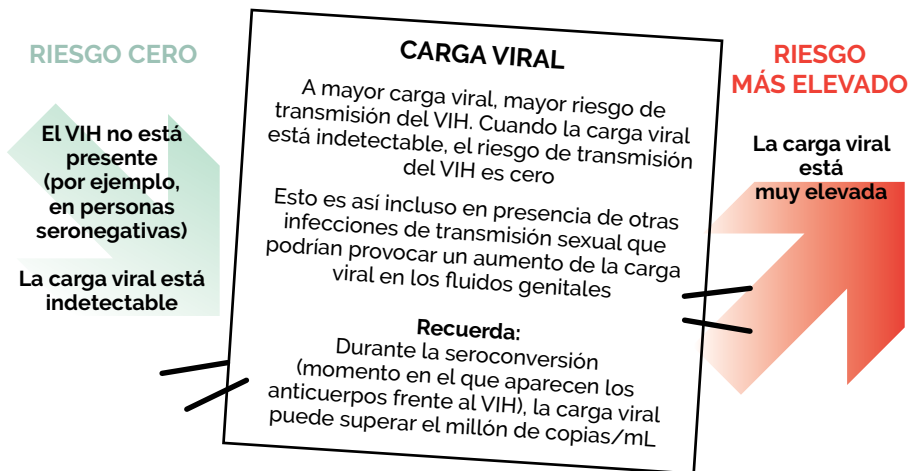 RIESGO CERO
El VIH no está
presente
(por ejemplo,
en personas
seronegativas)
La carga viral está
indetectable
CARGA VIRAL
A mayor carga viral, mayor riesgo de
transmisión del VIH. Cuando la carga viral
está indetectable, el riesgo de transmisión
del VIH es cero
Esto es así incluso en presencia de otras
infecciones de transmisión sexual que
podrían provocar un aumento de la carga
viral en los fluidos genitales
Recuerda:
Durante la seroconversión
(momento en el que aparecen los
anticuerpos frente al VIH), la carga viral
puede superar el millón de copias/mL
RIESGO
MÁS ELEVADO
La carga viral
está
muy elevada